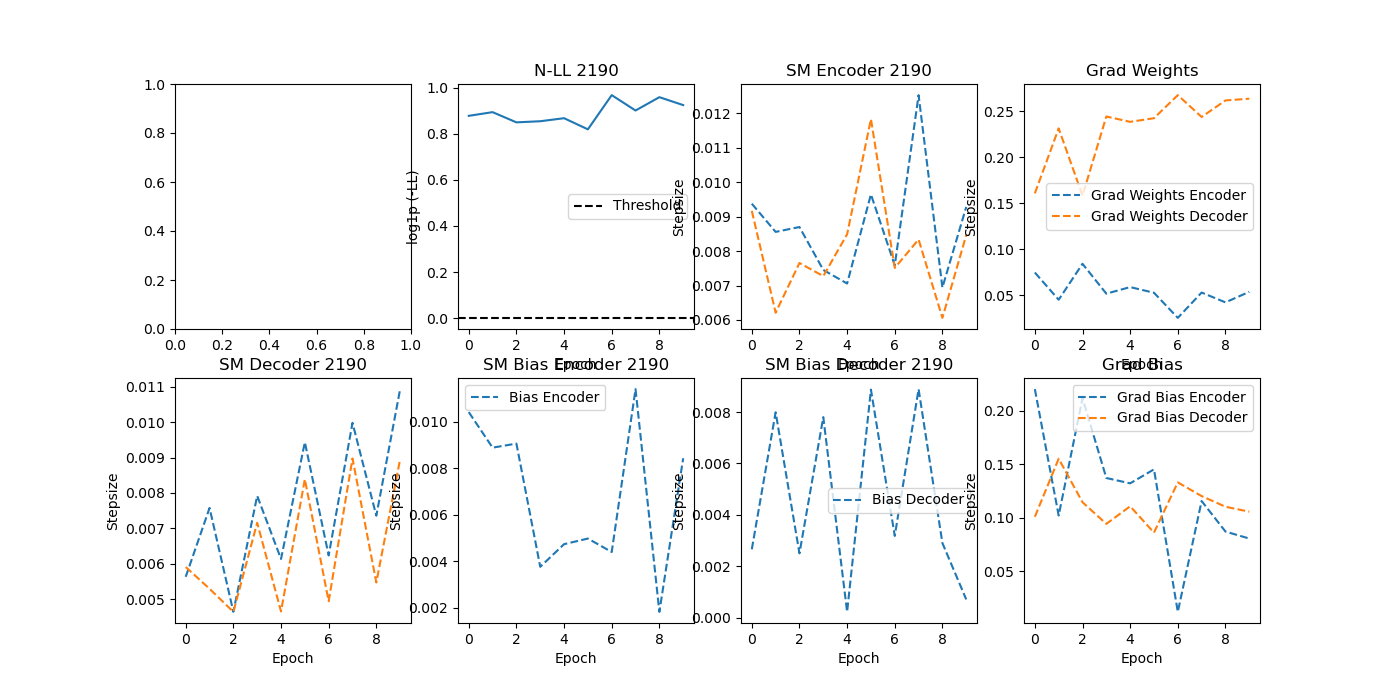 N-LL 2190
SM Encoder 2190
Grad Weights
1.0
0.8
0.6
0.4
0.2
0.0
0.0 0.2 0.4 0.6 0.8 1.0
log1p (-LL)
1.0
0.8
0.6
0.4
0.2
0.0
Threshold
0 2 4 6 8
Epoch
Stepsize
0.012
0.011
0.010
0.009
0.008
0.007
0.006
0 2 4 6 8
Epoch
Stepsize
0.25
0.20
0.15
0.10
0.05
Grad Weights Encoder
Grad Weights Decoder
0 2 4 6 8
Epoch
SM Decoder 2190
SM Bias Encoder 2190
SM Bias Decoder 2190
Grad Bias
Stepsize
0.011
0.010
0.009
0.008
0.007
0.006
0.005
0 2 4 6 8
Epoch
Stepsize
0.010
0.008
0.006
0.004
0.002
Bias Encoder
0 2 4 6 8
Epoch
Stepsize
0.008
0.006
0.004
0.002
0.000
Bias Decoder
0 2 4 6 8
Epoch
Stepsize
0.20
0.15
0.10
0.05
Grad Bias Encoder
Grad Bias Decoder
0 2 4 6 8
Epoch